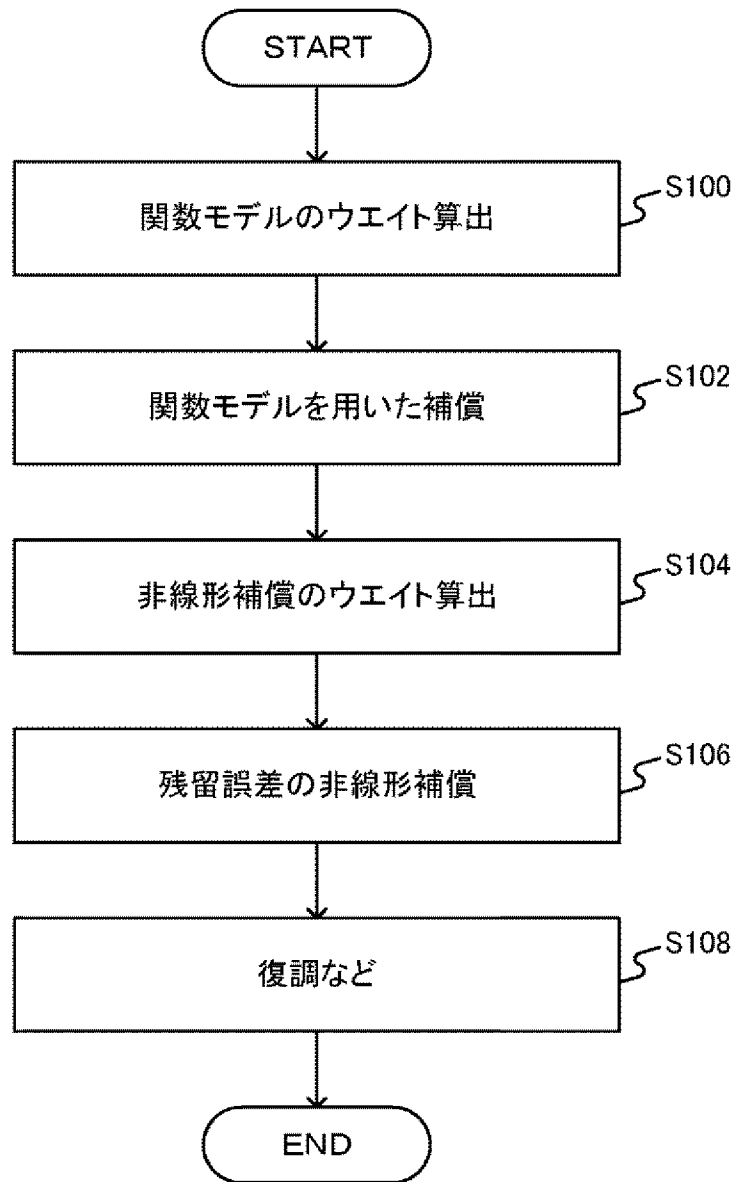 START
関数モデルのウエイト算出
S100
関数モデルを用いた補償
S102
非線形補償のウエイト算出
S104
残留誤差の非線形補償
S106
復調など
S108
END